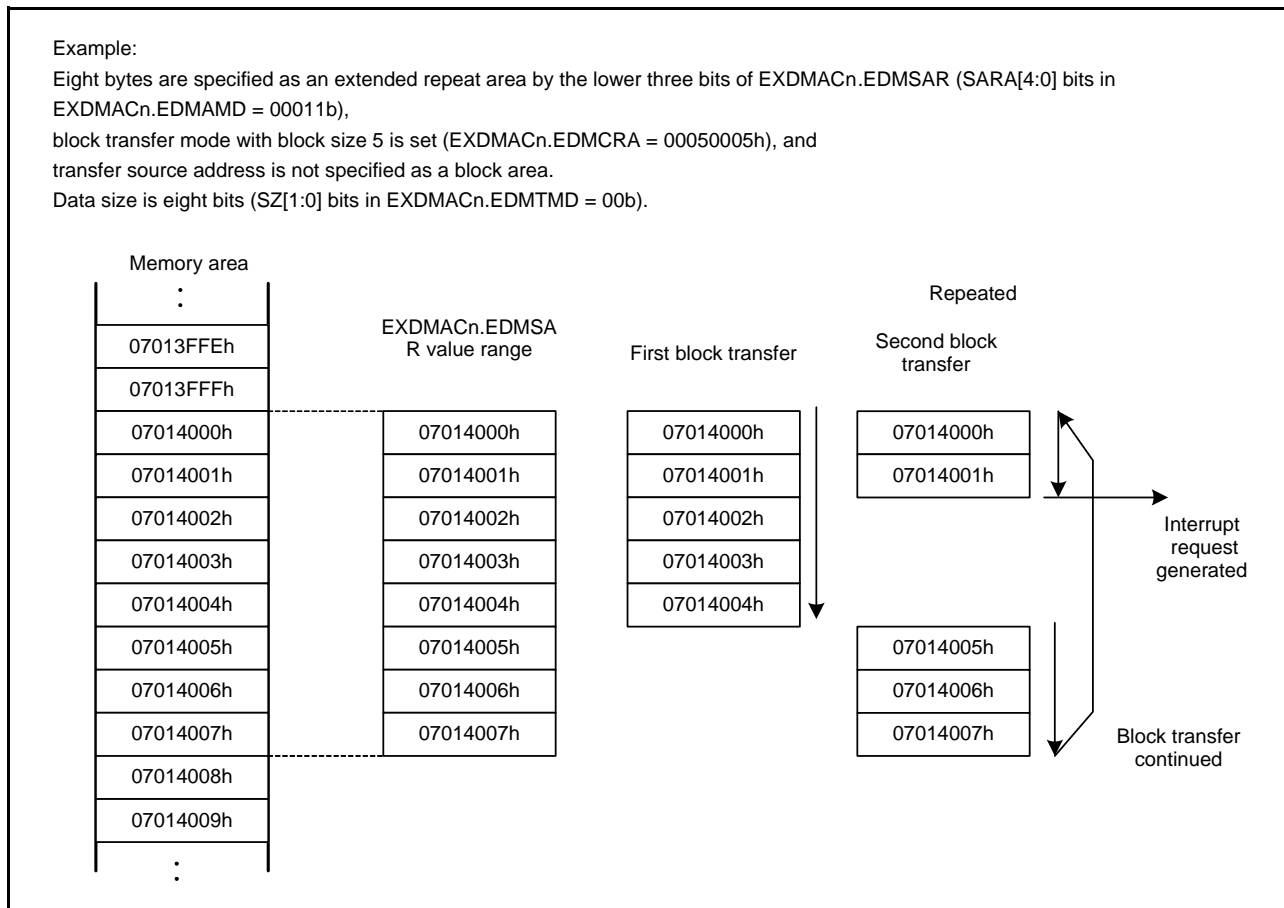 Example:
Eight bytes are specified as an extended repeat area by the lower three bits of EXDMACn.EDMSAR (SARA[4:0] bits in
EXDMACn.EDMAMD = 00011b),
block transfer mode with block size 5 is set (EXDMACn.EDMCRA = 00050005h), and
transfer source address is not specified as a block area.
Data size is eight bits (SZ[1:0] bits in EXDMACn.EDMTMD = 00b).
Memory area
:
07013FFEh
07013FFFh
07014000h
07014001h
07014002h
07014003h
07014004h
07014005h
07014006h
07014007h
07014008h
07014009h
:
EXDMACn.EDMSA
R value range
07014000h
07014001h
07014002h
07014003h
07014004h
07014005h
07014006h
07014007h
First block transfer
07014000h
07014001h
07014002h
07014003h
07014004h
Repeated
Second block
transfer
07014000h
07014001h
07014005h
07014006h
07014007h
Interrupt
request
generated
Block transfer
continued